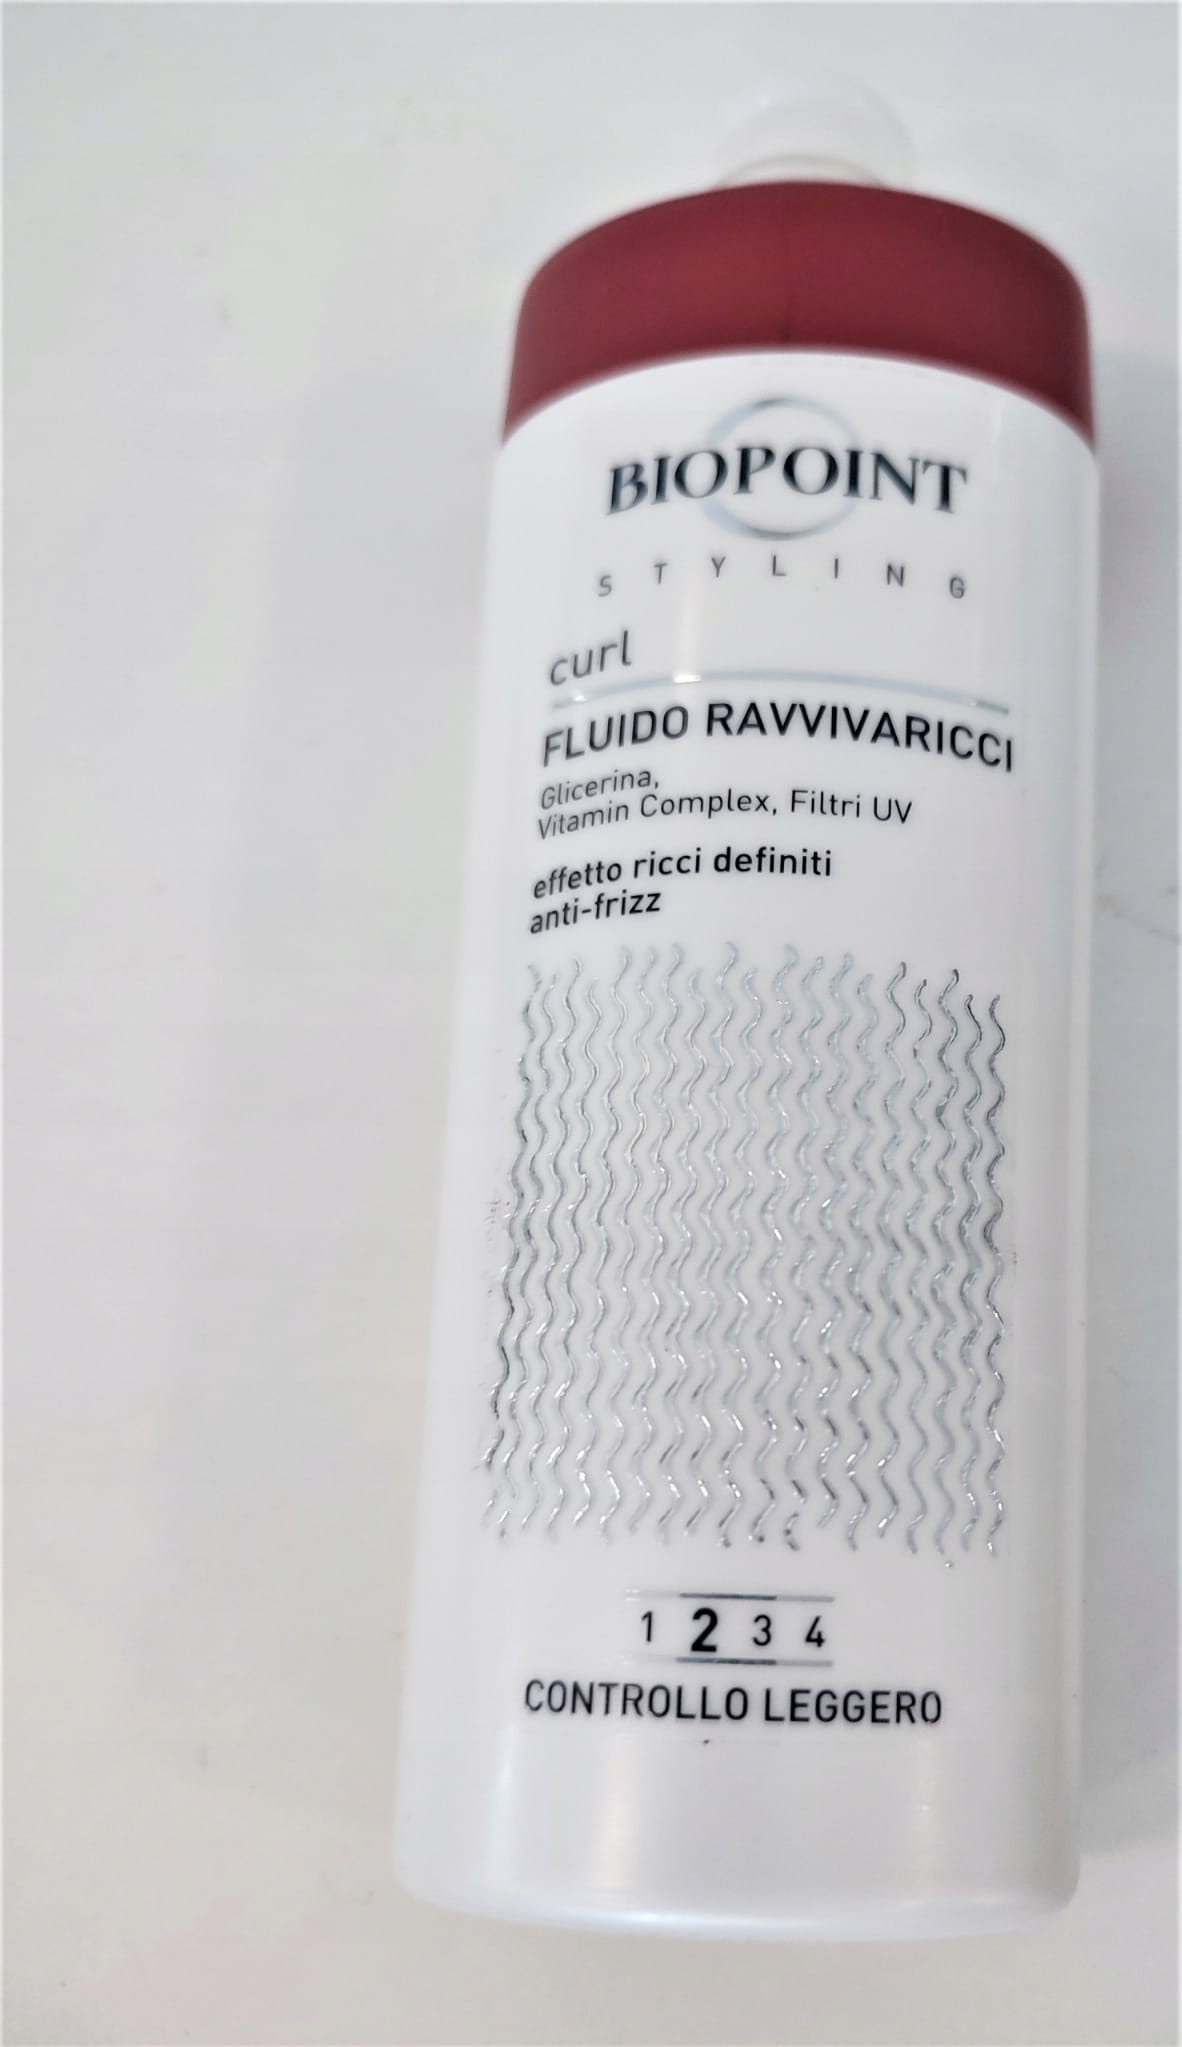 BIOPOINT
STYLING
curl
FLUIDO RAVVIVARICCI
Glicerina,
Vitamin Complex, Filtri UV
effetto ricci definiti
anti-frizz
1 2 3 4
CONTROLLO LEGGERO